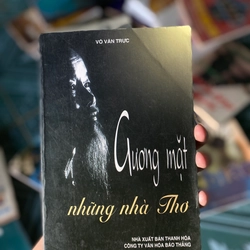 VÕ VĂN TRỰC
Gương mặt
những nhà Thơ
NHÀ XUẤT BẢN THANH HÓA
CÔNG TY VĂN HÓA BẢO THẮNG